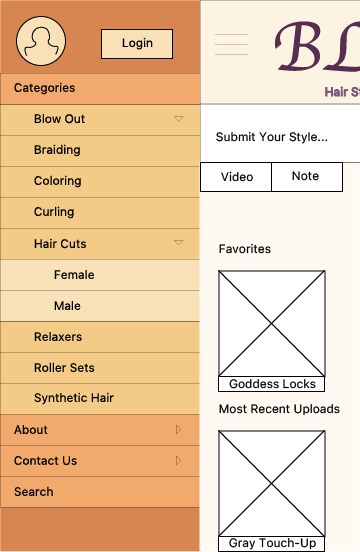 Login
Categories
Blow Out
Braiding
Coloring
Curling
Hair Cuts
Female
Male
Relaxers
Roller Sets
Synthetic Hair
About
Contact Us
Search
BL
Hair St
Submit Your Style...
Video
Note
Favorites
Goddess Locks
Most Recent Uploads
Gray Touch-Up